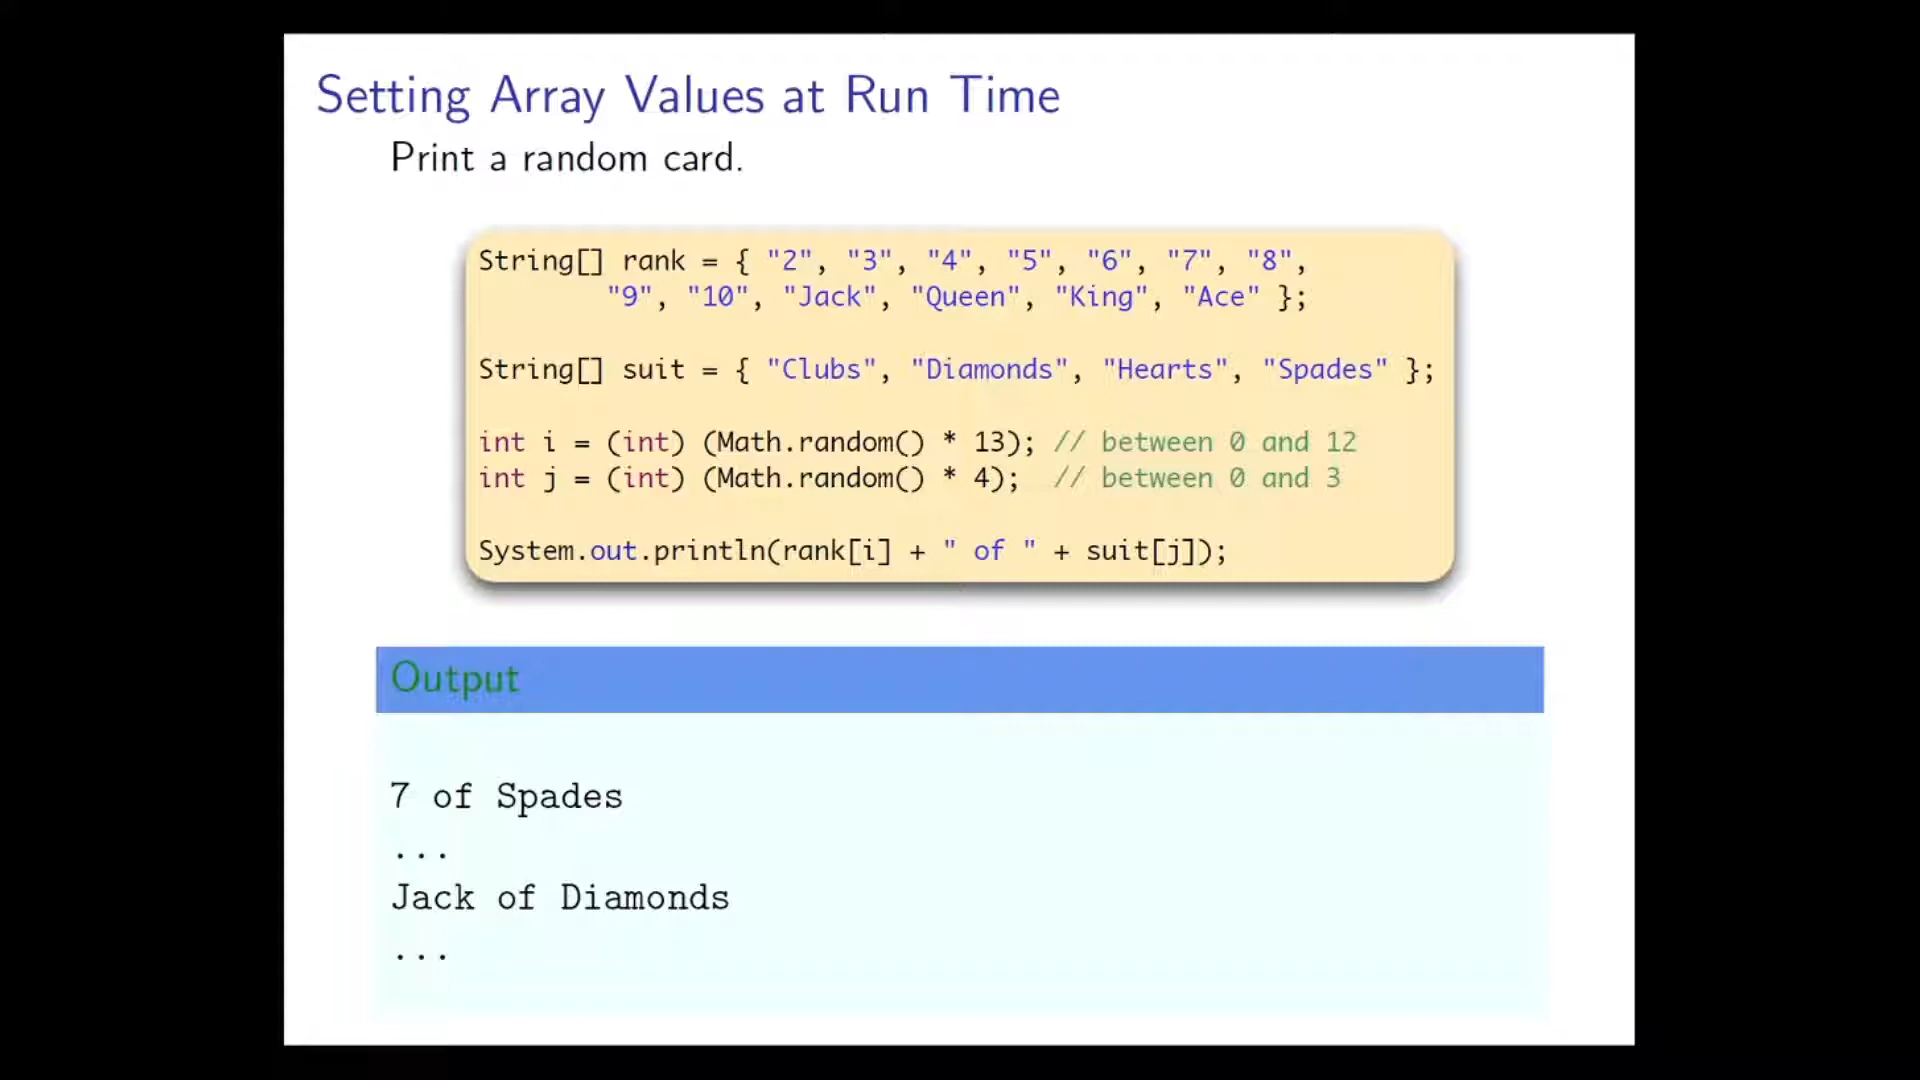 Setting Array Values at Run Time
Print a random card.
String[] rank = { "2", "3", "4", "5", "6", "7", "8",
"9", "10", "Jack", "Queen", "King", "Ace" };
String[] suit = { "Clubs", "Diamonds", "Hearts", "Spades" };
int i = (int) (Math.random() * 13); // between 0 and 12
int j = (int) (Math.random() * 4);  // between 0 and 3
System.out.println(rank[i] + " of " + suit[j]);
Output
7 of Spades
...
Jack of Diamonds
...